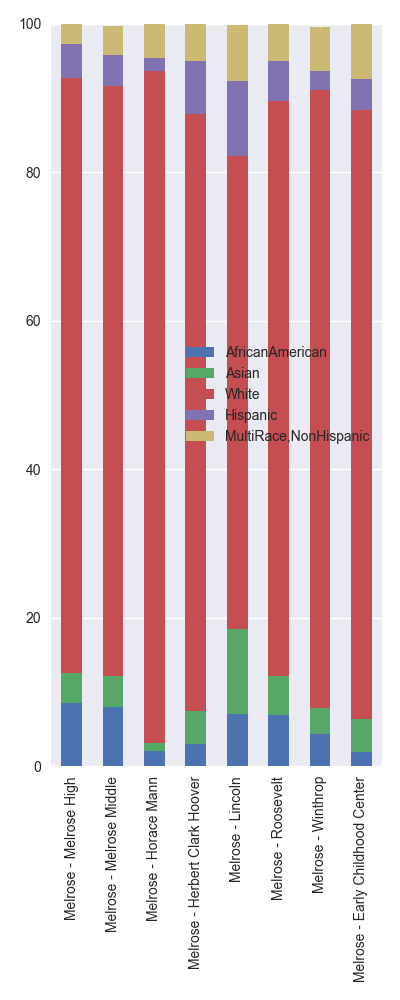 100
80
60
40
20
0
AfricanAmerican
Asian
White
Hispanic
MultiRace,NonHispanic
Melrose - Melrose High
Melrose - Melrose Middle
Melrose - Horace Mann
Melrose - Herbert Clark Hoover
Melrose - Lincoln
Melrose - Roosevelt
Melrose - Winthrop
Melrose - Early Childhood Center